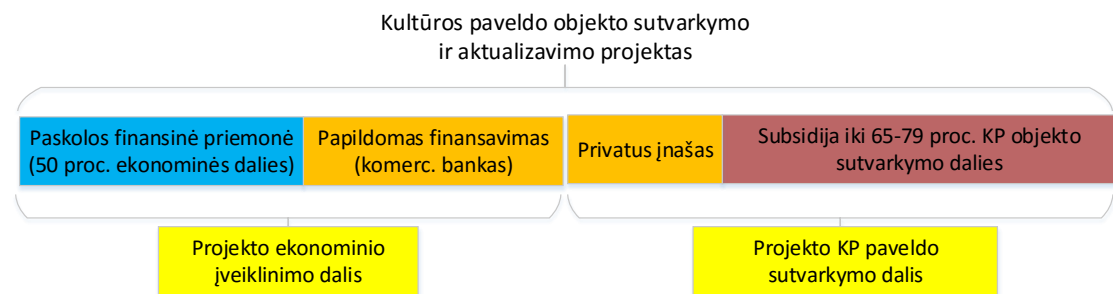 Kultūros paveldo objekto sutvarkymo
ir aktualizavimo projektas
Paskolos finansinė priemonė
(50 proc. ekonominės dalies)
Papildomas finansavimas
(komerc. bankas)
Privatus įnašas
Subsidija iki 65-79 proc. KP objekto
sutvarkymo dalies
Projekto ekonominio
įveiklinimo dalis
Projekto KP paveldo
sutvarkymo dalis